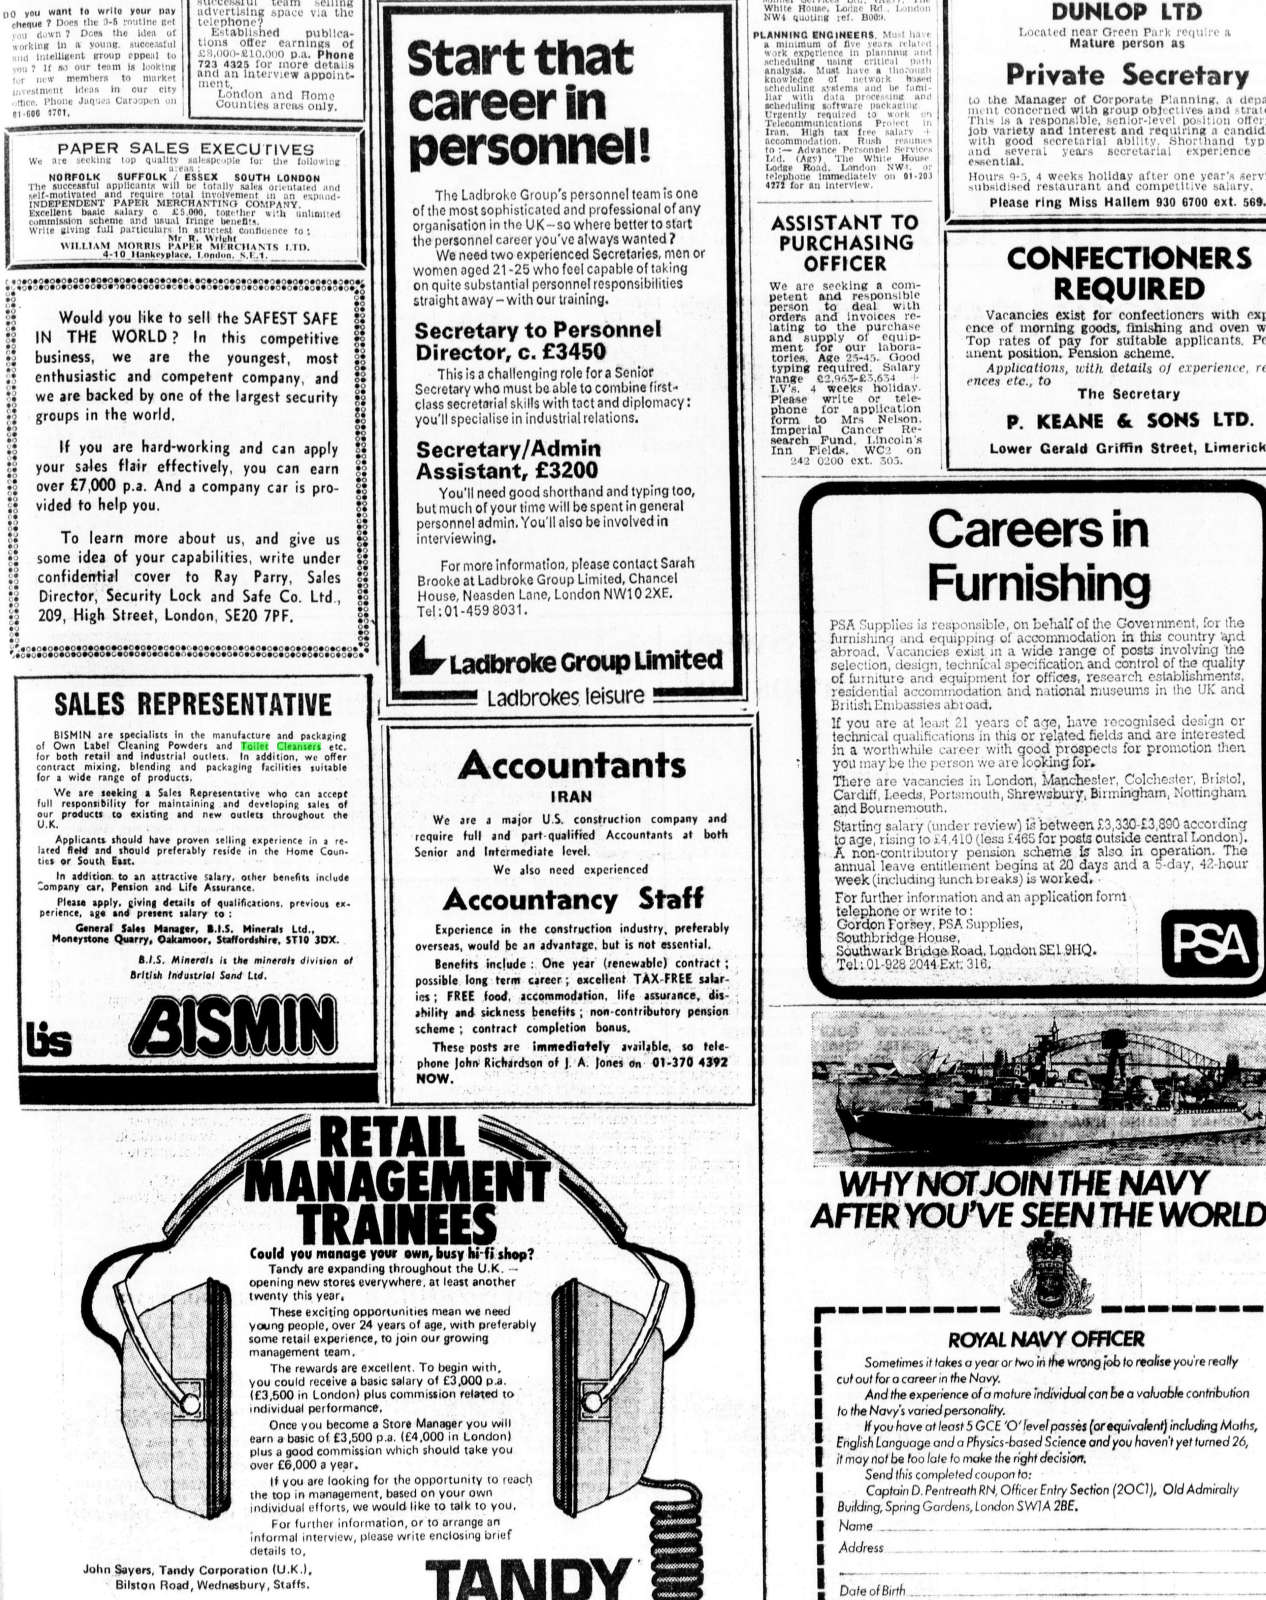 DO you want to write your pay
cheque ? Does the 9-5 routine get
you down ? Does the idea of
working in a young, successful
and intelligent group appeal to
you ? If so our team is looking
for new members to market
investment ideas in our city
office. Phone Jaques Carsopen on
01-606 1701.
successful team selling
advertising space via the
telephone?
Established publica-
tions offer earnings of
£8,000-£10,000 p.a. Phone
723 4325 for more details
and an interview appoint-
ment.
London and Home
Counties areas only.
PAPER SALES EXECUTIVES
We are seeking top quality salespeople for the following
areas:
NORFOLK SUFFOLK / ESSEX SOUTH LONDON
The successful applicants will be totally sales orientated and
self-motivated and require total involvement in an expand-
INDEPENDENT PAPER MERCHANTING COMPANY.
Excellent basic salary c £5,000, together with unlimited
commission scheme and usual fringe benefits.
Write giving full particulars in strictest confidence to :
Mr R. Wright
WILLIAM MORRIS PAPER MERCHANTS LTD.
4-10 Hankeyplace, London, S.E.1.
Would you like to sell the SAFEST SAFE
IN THE WORLD? In this competitive
business, we are the youngest, most
enthusiastic and competent company, and
we are backed by one of the largest security
groups in the world.
If you are hard-working and can apply
your sales flair effectively, you can earn
over £7,000 p.a. And a company car is pro-
vided to help you.
To learn more about us, and give us
some idea of your capabilities, write under
confidential cover to Ray Parry, Sales
Director, Security Lock and Safe Co. Ltd.,
209, High Street, London, SE20 7PF.
SALES REPRESENTATIVE
BISMIN are specialists in the manufacture and packaging
of Own Label Cleaning Powders and Toilet Cleansers etc.
for both retail and industrial outlets. In addition, we offer
contract mixing, blending and packaging facilities suitable
for a wide range of products.
We are seeking a Sales Representative who can accept
full responsibility for maintaining and developing sales of
our products to existing and new outlets throughout the
U.K.
Applicants should have proven selling experience in a re-
lated field and should preferably reside in the Home Coun-
ties or South East.
In addition to an attractive salary, other benefits include
Company car, Pension and Life Assurance.
Please apply, giving details of qualifications, previous ex-
perience, age and present salary to :
General Sales Manager, B.I.S. Minerals Ltd.,
Moneystone Quarry, Oakamoor, Staffordshire, ST10 3DX.
B.I.S. Minerals is the minerals division of
British Industrial Sand Ltd.
bis BISMIN
Start that
career in
personnel!
The Ladbroke Group's personnel team is one
of the most sophisticated and professional of any
organisation in the UK—so where better to start
the personnel career you've always wanted?
We need two experienced Secretaries, men or
women aged 21-25 who feel capable of taking
on quite substantial personnel responsibilities
straight away – with our training.
Secretary to Personnel
Director, c. £3450
This is a challenging role for a Senior
Secretary who must be able to combine first-
class secretarial skills with tact and diplomacy:
you'll specialise in industrial relations.
Secretary/Admin
Assistant, £3200
You'll need good shorthand and typing too,
but much of your time will be spent in general
personnel admin. You'll also be involved in
interviewing.
For more information, please contact Sarah
Brooke at Ladbroke Group Limited, Chancel
House, Neasden Lane, London NW10 2XE.
Tel: 01-459 8031.
Ladbroke Group Limited
Ladbrokes leisure
Accountants
IRAN
We are a major U.S. construction company and
require full and part-qualified Accountants at both
Senior and Intermediate level.
We also need experienced
Accountancy Staff
Experience in the construction industry, preferably
overseas, would be an advantage, but is not essential.
Benefits include : One year (renewable) contract ;
possible long term career ; excellent TAX-FREE salar-
ies ; FREE food, accommodation, life assurance, dis-
ability and sickness benefits ; non-contributory pension
scheme ; contract completion bonus.
These posts are immediately available, so tele-
phone John Richardson of J. A. Jones on 01-370 4392
NOW.
RETAIL
MANAGEMENT
TRAINEES
Could you manage your own, busy hi-fi shop?
Tandy are expanding throughout the U.K. —
opening new stores everywhere, at least another
twenty this year.
These exciting opportunities mean we need
young people, over 24 years of age, with preferably
some retail experience, to join our growing
management team.
The rewards are excellent. To begin with,
you could receive a basic salary of £3,000 p.a.
(£3,500 in London) plus commission related to
individual performance.
Once you become a Store Manager you will
earn a basic of £3,500 p.a. (£4,000 in London)
plus a good commission which should take you
over £6,000 a year.
If you are looking for the opportunity to reach
the top in management, based on your own
individual efforts, we would like to talk to you.
For further information, or to arrange an
informal interview, please write enclosing brief
details to,
John Sayers, Tandy Corporation (U.K.),
Bilston Road, Wednesbury, Staffs.
TANDY
White House, Lodge Rd., London
NW4 quoting ref. B009.
PLANNING ENGINEERS. Must have
a minimum of five years related
work experience in planning and
scheduling using critical path
analysis. Must have a thorough
knowledge of network based
scheduling systems and be fami-
liar with data processing and
scheduling software packaging.
Urgently required to work on
Telecommunications Project in
Iran. High tax free salary +
accommodation. Rush resumes
to :— Advance Personnel Services
Ltd. (Agy) The White House
Lodge Road, London NW4, or
telephone immediately on 01-203
4272 for an interview.
ASSISTANT TO
PURCHASING
OFFICER
We are seeking a com-
petent and responsible
person to deal with
orders and invoices re-
lating to the purchase
and supply of equip-
ment for our labora-
tories. Age 25-45. Good
typing required. Salary
range £2,963-£3,634 +
LV's. 4 weeks holiday.
Please write or tele-
phone for application
form to Mrs Nelson,
Imperial Cancer Re-
search Fund, Lincoln's
Inn Fields, WC2 on
242 0200 ext. 305.
DUNLOP LTD
Located near Green Park require a
Mature person as
Private Secretary
to the Manager of Corporate Planning, a depa
ment concerned with group objectives and strate
This is a responsible, senior-level position offer
job variety and interest and requiring a candid
with good secretarial ability. Shorthand typ
and several years secretarial experience
essential.
Hours 9-5, 4 weeks holiday after one year's servi
subsidised restaurant and competitive salary.
Please ring Miss Hallem 930 6700 ext. 569.
CONFECTIONERS
REQUIRED
Vacancies exist for confectioners with exp
ence of morning goods, finishing and oven w
Top rates of pay for suitable applicants. Pe
anent position. Pension scheme.
Applications, with details of experience, re
ences etc., to
The Secretary
P. KEANE & SONS LTD.
Lower Gerald Griffin Street, Limerick
Careers in
Furnishing
PSA Supplies is responsible, on behalf of the Government, for the
furnishing and equipping of accommodation in this country and
abroad. Vacancies exist in a wide range of posts involving the
selection, design, technical specification and control of the quality
of furniture and equipment for offices, research establishments,
residential accommodation and national museums in the UK and
British Embassies abroad.
If you are at least 21 years of age, have recognised design or
technical qualifications in this or related fields and are interested
in a worthwhile career with good prospects for promotion then
you may be the person we are looking for.
There are vacancies in London, Manchester, Colchester, Bristol,
Cardiff, Leeds, Portsmouth, Shrewsbury, Birmingham, Nottingham
and Bournemouth.
Starting salary (under review) is between £3,330-£3,890 according
to age, rising to £4,410 (less £465 for posts outside central London).
A non-contributory pension scheme is also in operation. The
annual leave entitlement begins at 20 days and a 5-day, 42-hour
week (including lunch breaks) is worked.
For further information and an application form
telephone or write to:
Gordon Forsey, PSA Supplies,
Southbridge House,
Southwark Bridge Road, London SE1 9HQ.
Tel: 01-928 2044 Ext: 316.
PSA
WHY NOT JOIN THE NAVY
AFTER YOU'VE SEEN THE WORLD
ROYAL NAVY OFFICER
Sometimes it takes a year or two in the wrong job to realise you're really
cut out for a career in the Navy.
And the experience of a mature individual can be a valuable contribution
to the Navy's varied personality.
If you have at least 5 GCE 'O' level passes (or equivalent) including Maths,
English Language and a Physics-based Science and you haven't yet turned 26,
it may not be too late to make the right decision.
Send this completed coupon to:
Captain D. Pentreath RN, Officer Entry Section (2OC1), Old Admiralty
Building, Spring Gardens, London SW1A 2BE.
Name
Address
Date of Birth